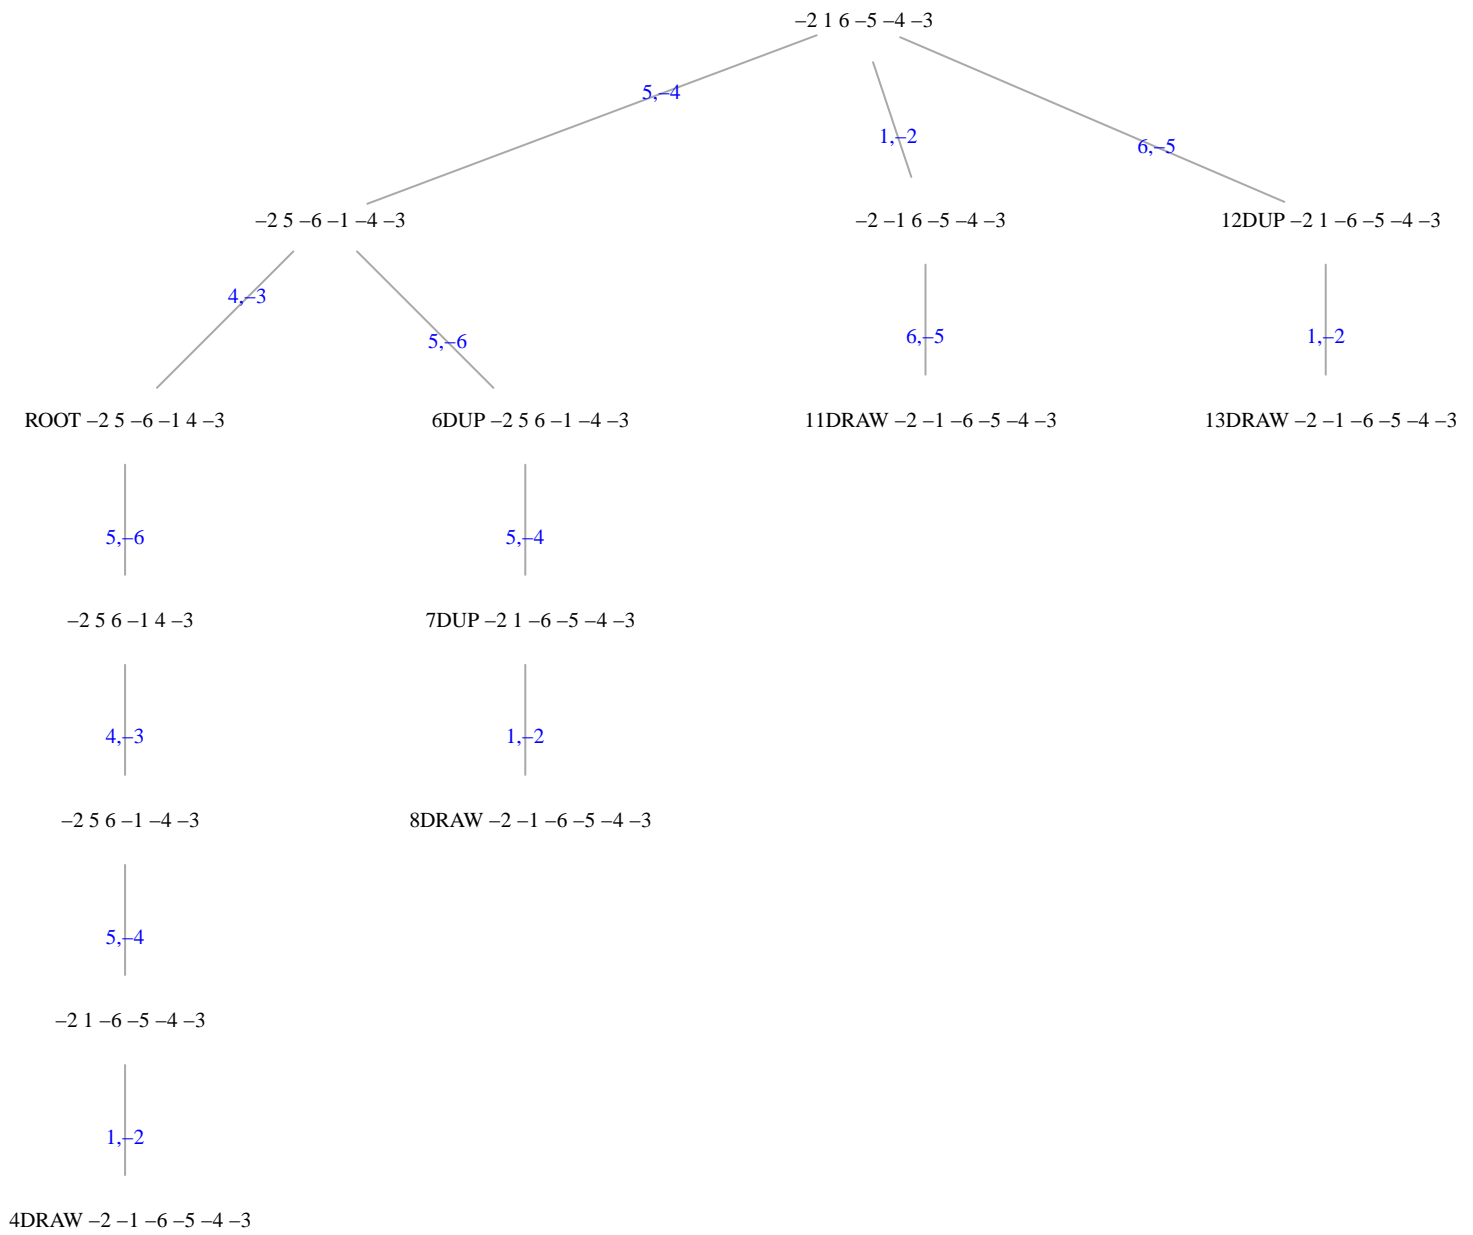 –2 1 6 –5 –4 –3
5,–4
1,–2
6,–5
–2 5 –6 –1 –4 –3
–2 –1 6 –5 –4 –3
12DUP –2 1 –6 –5 –4 –3
4,–3
5,–6
6,–5
1,–2
ROOT –2 5 –6 –1 4 –3
6DUP –2 5 6 –1 –4 –3
11DRAW –2 –1 –6 –5 –4 –3
13DRAW –2 –1 –6 –5 –4 –3
5,–6
5,–4
–2 5 6 –1 4 –3
7DUP –2 1 –6 –5 –4 –3
4,–3
1,–2
–2 5 6 –1 –4 –3
8DRAW –2 –1 –6 –5 –4 –3
5,–4
–2 1 –6 –5 –4 –3
1,–2
4DRAW –2 –1 –6 –5 –4 –3